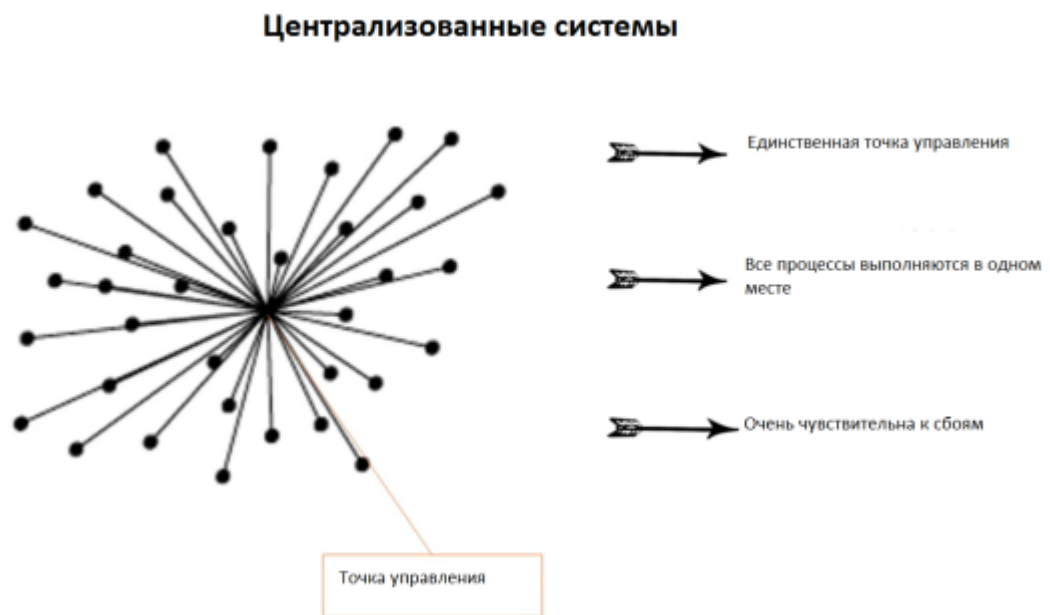 Централизованные системы
Единственная точка управления
Все процессы выполняются в одном
месте
Очень чувствительна к сбоям
Точка управления